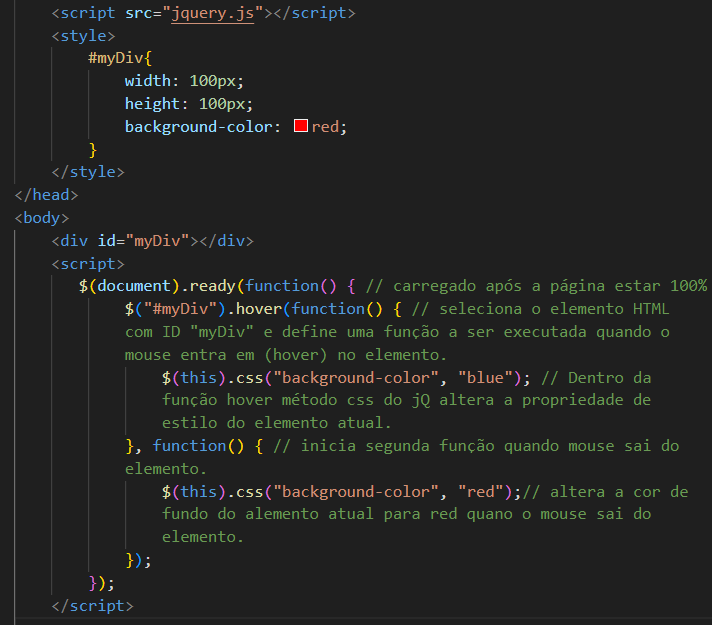 <script src="jquery.js"></script>
<style>
#myDiv{
width: 100px;
height: 100px;
background-color: red;
}
</style>
</head>
<body>
<div id="myDiv"></div>
<script>
$(document).ready(function() { // carregado após a página estar 100%
$("#myDiv").hover(function() { // seleciona o elemento HTML
com ID "myDiv" e define uma função a ser executada quando o
mouse entra em (hover) no elemento.
$(this).css("background-color", "blue"); // Dentro da
função hover método css do jQ altera a propriedade de
estilo do elemento atual.
}, function() { // inicia segunda função quando mouse sai do
elemento.
$(this).css("background-color", "red");// altera a cor de
fundo do alemento atual para red quano o mouse sai do
elemento.
});
});
</script>